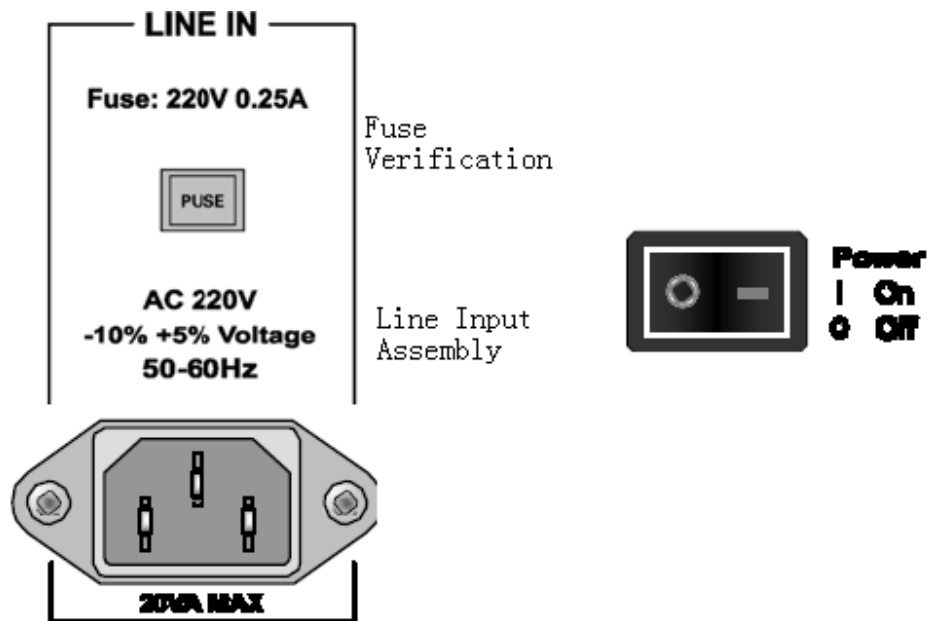 LINE IN
Fuse: 220V 0.25A
Fuse
Verification
PUSE
AC 220V
-10% +5% Voltage
50-60Hz
Line Input
Assembly
20VA MAX
Power
| On
O Off